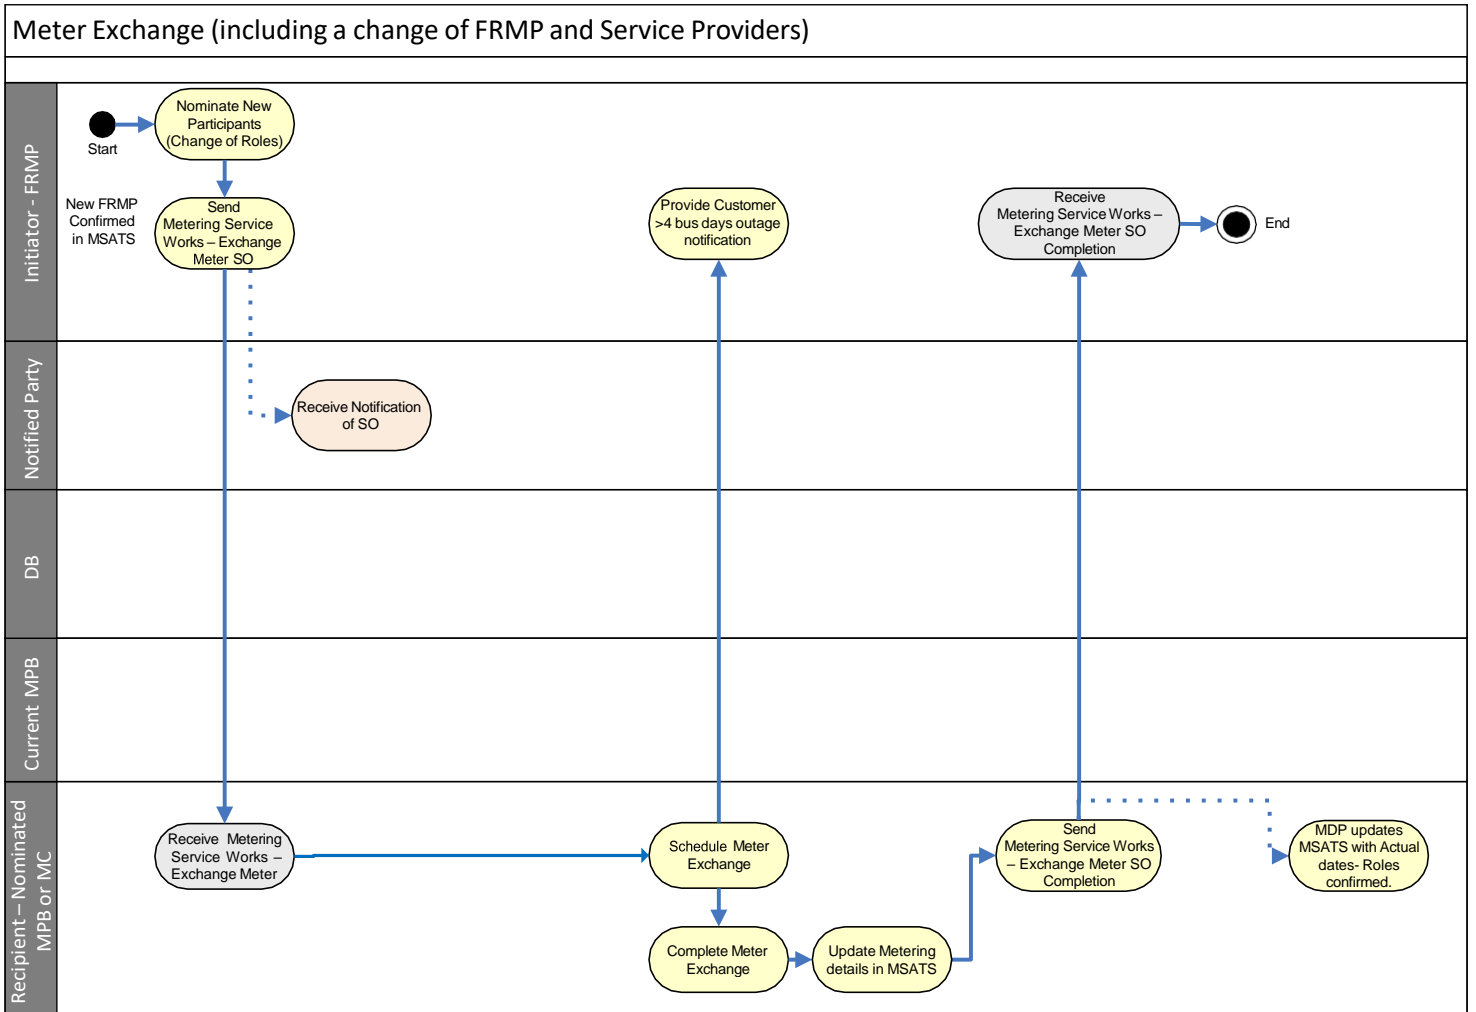 Meter Exchange (including a change of FRMP and Service Providers)
Initiator - FRMP
Start
Nominate New
Participants
(Change of Roles)
New FRMP
Confirmed
in MSATS
Send
Metering Service
Works – Exchange
Meter SO
Provide Customer
>4 bus days outage
notification
Receive
Metering Service Works –
Exchange Meter SO
Completion
End
Notified Party
Receive Notification
of SO
DB
Current MPB
Recipient – Nominated
MPB or MC
Receive Metering
Service Works –
Exchange Meter
Schedule Meter
Exchange
Complete Meter
Exchange
Update Metering
details in MSATS
Send
Metering Service Works
– Exchange Meter SO
Completion
MDP updates
MSATS with Actual
dates- Roles
confirmed.